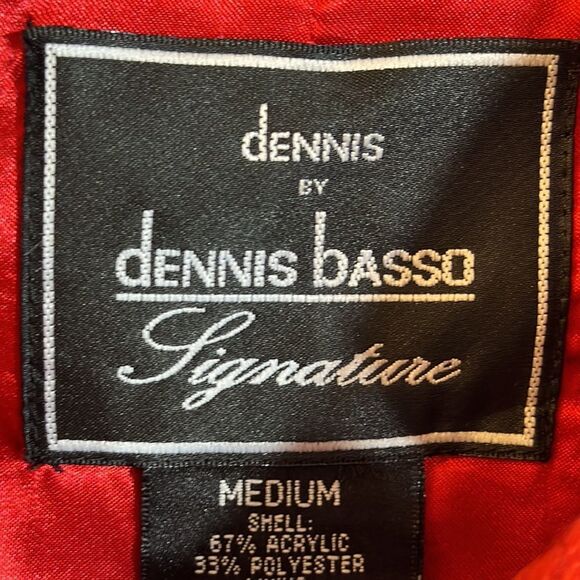 dENNIS
BY
dENNIS bASSO
Signature
MEDIUM
SHELL:
67% ACRYLIC
33% POLYESTER